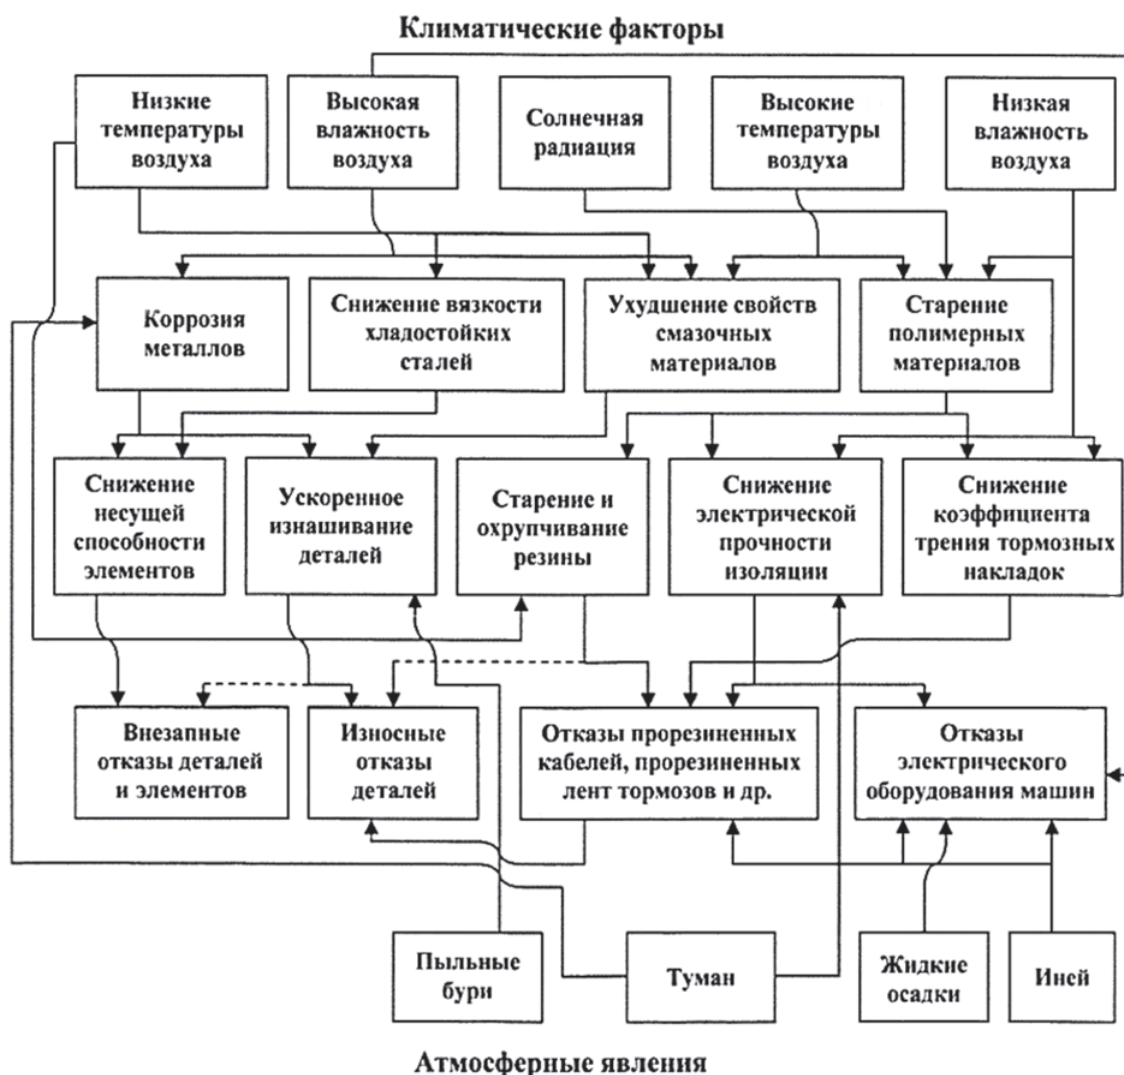 Климатические факторы
Низкие
температуры
воздуха
Высокая
влажность
воздуха
Солнечная
радиация
Высокие
температуры
воздуха
Низкая
влажность
воздуха
Коррозия
металлов
Снижение вязкости
хладостойких
сталей
Ухудшение свойств
смазочных
материалов
Старение
полимерных
материалов
Снижение
несущей
способности
элементов
Ускоренное
изнашивание
деталей
Старение и
охрупчивание
резины
Снижение
электрической
прочности
изоляции
Снижение
коэффициента
трения тормозных
накладок
Внезапные
отказы деталей
и элементов
Износные
отказы
деталей
Отказы прорезиненных
кабелей, прорезиненных
лент тормозов и др.
Отказы
электрического
оборудования машин
Пыльные
бури
Туман
Жидкие
осадки
Иней
Атмосферные явления